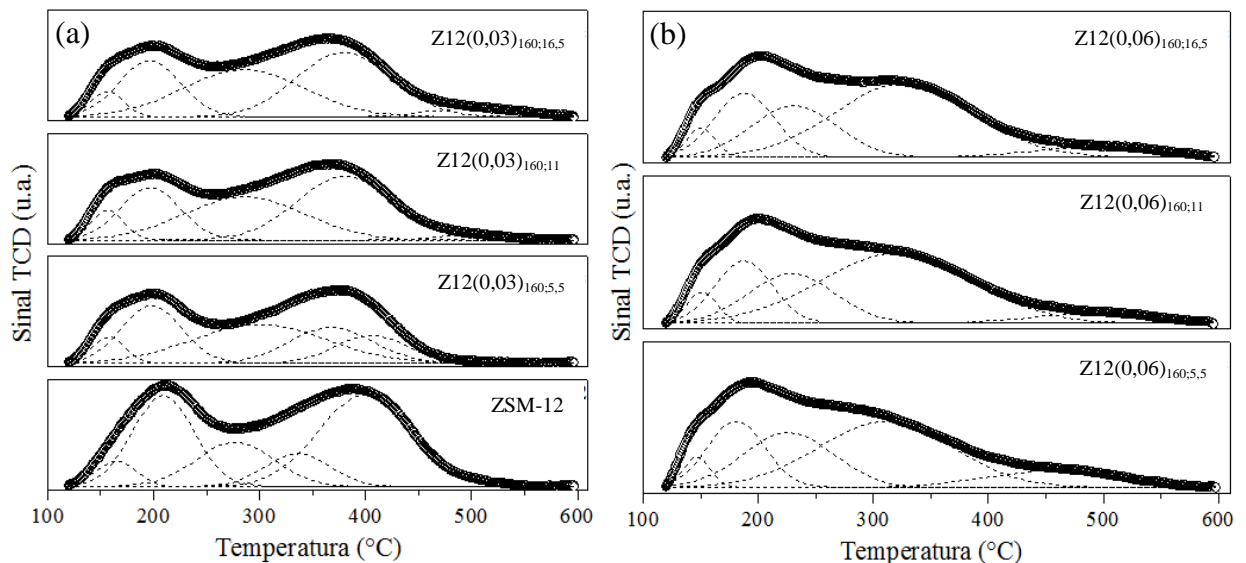 (a)
Z12(0,03)160;16,5
Z12(0,03)160;11
Z12(0,03)160;5,5
ZSM-12
Sinal TCD (u.a.)
100 200 300 400 500 600
Temperatura (°C)
(b)
Z12(0,06)160;16,5
Z12(0,06)160;11
Z12(0,06)160;5,5
Sinal TCD (u.a.)
100 200 300 400 500 600
Temperatura (°C)